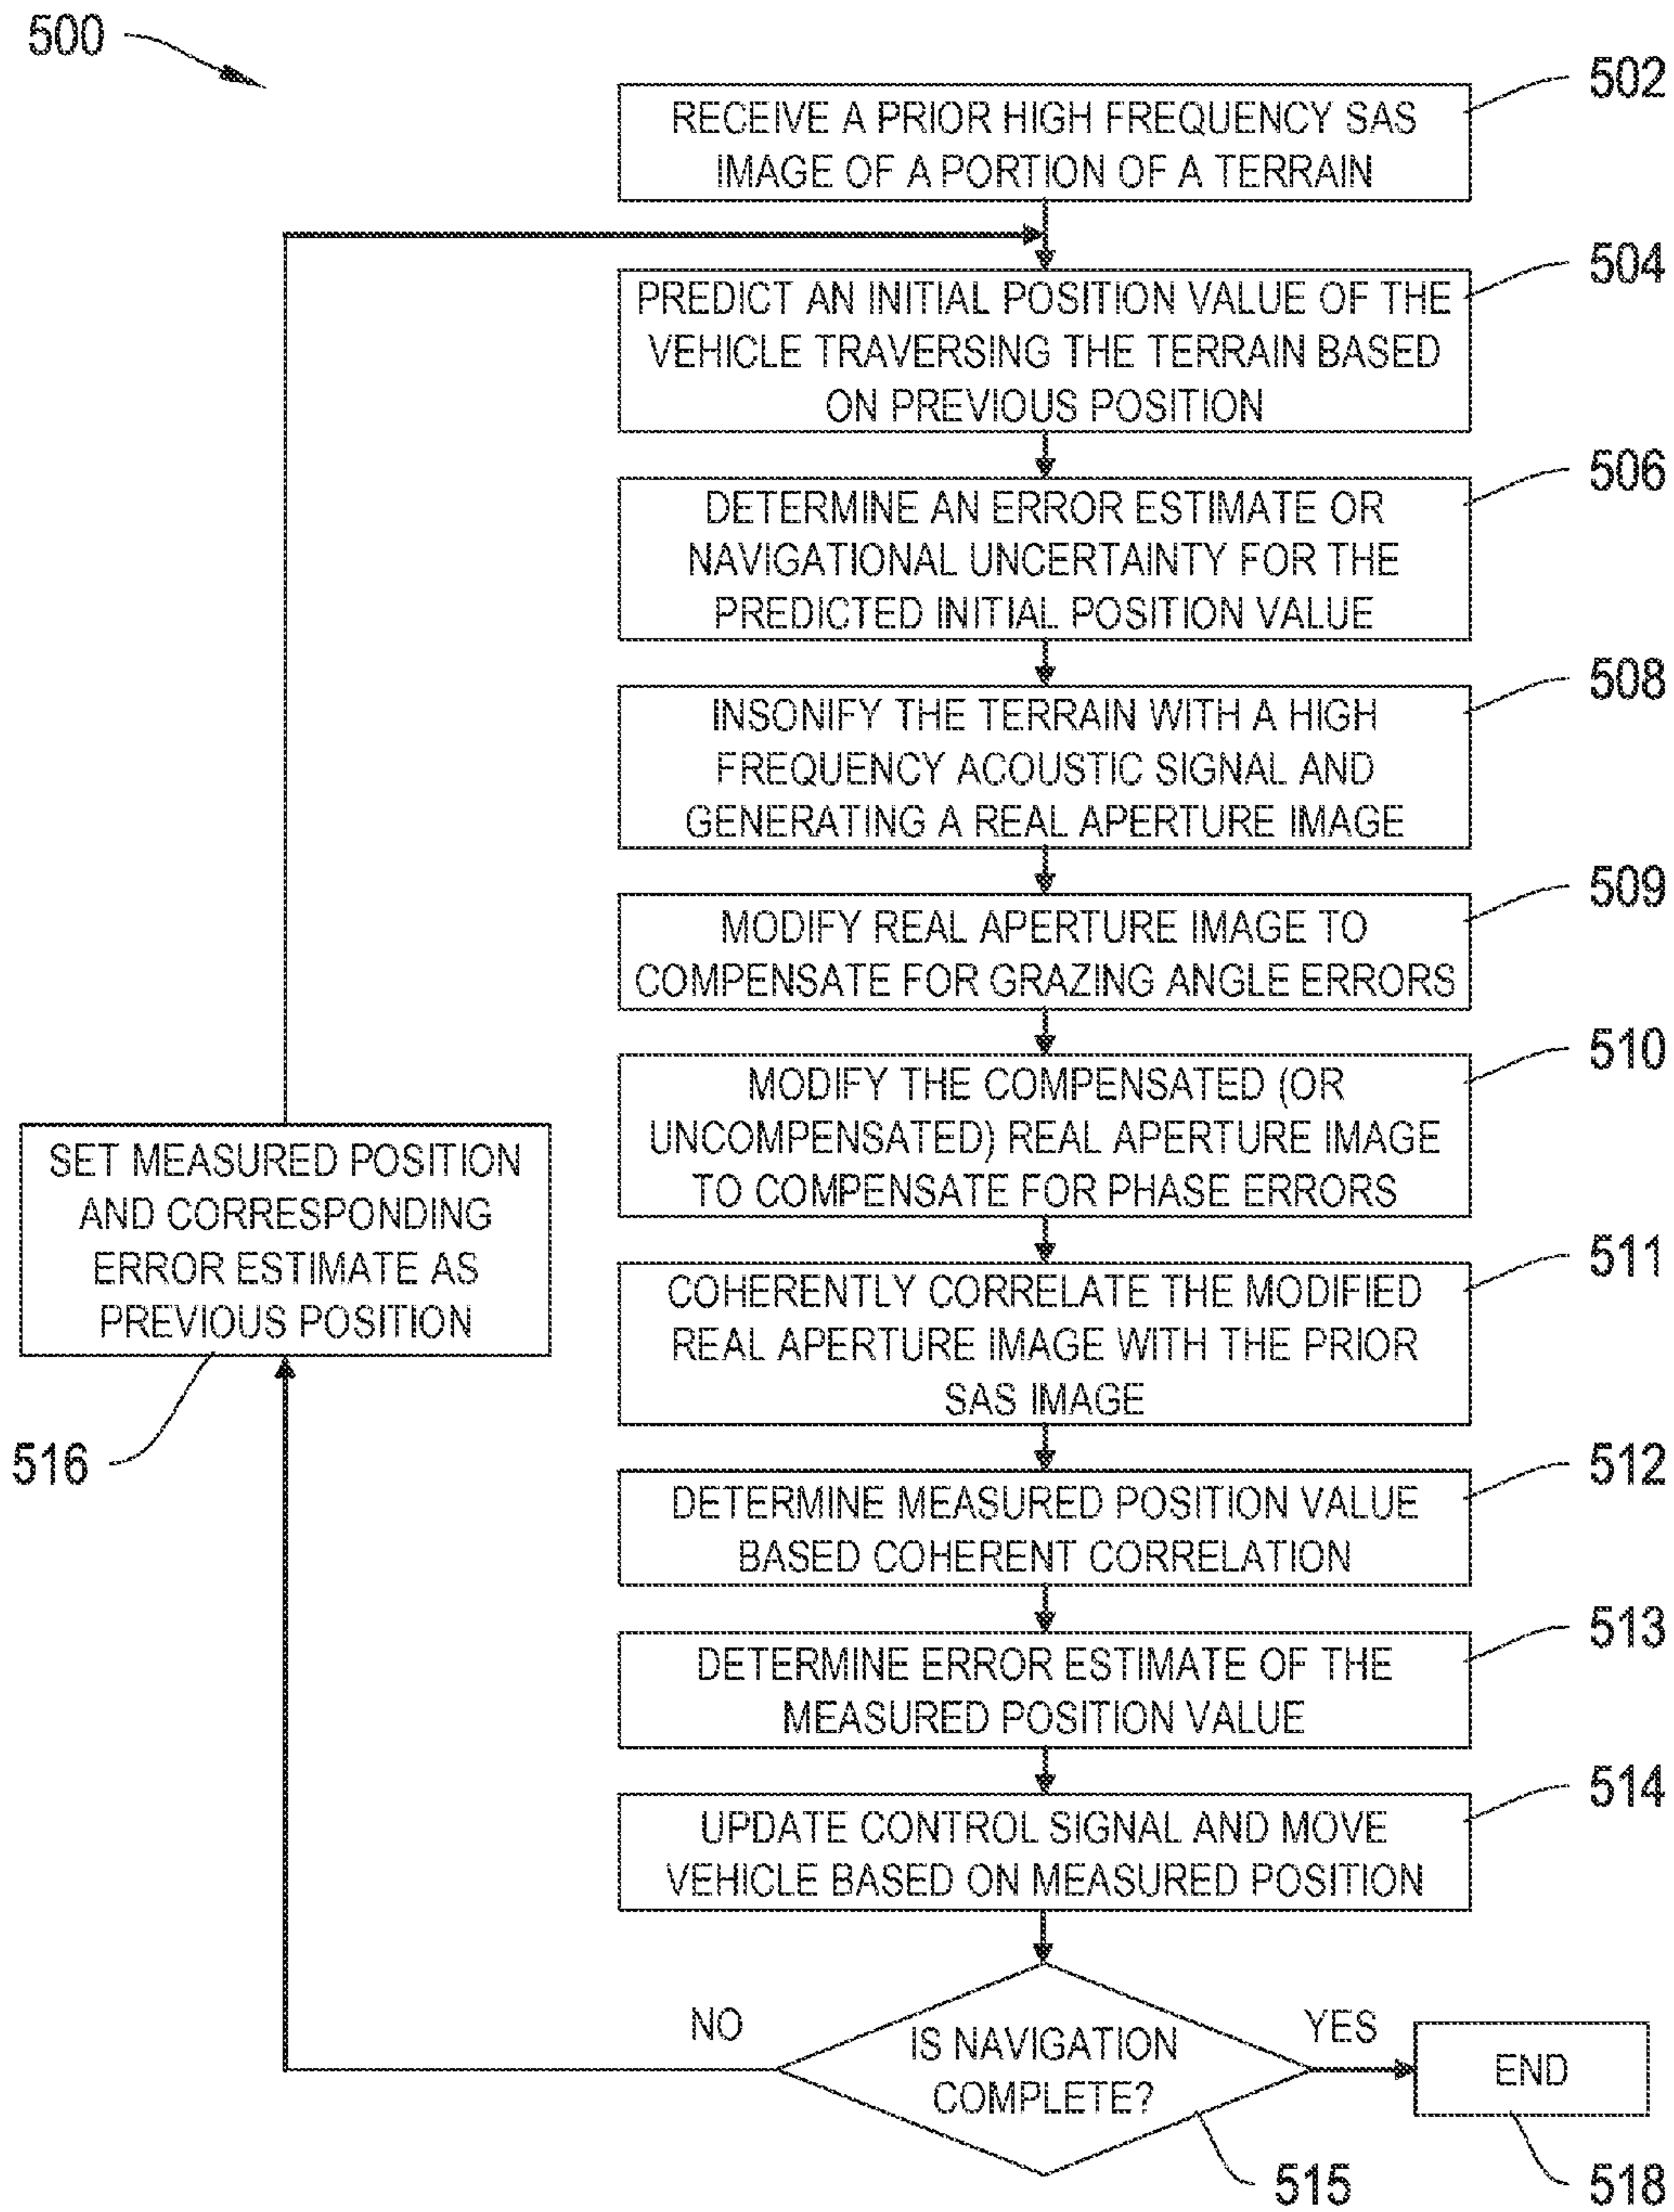 500
502
RECEIVE A PRIOR HIGH FREQUENCY SAS
IMAGE OF A PORTION OF A TERRAIN
504
PREDICT AN INITIAL POSITION VALUE OF THE
VEHICLE TRAVERSING THE TERRAIN BASED
ON PREVIOUS POSITION
506
DETERMINE AN ERROR ESTIMATE OR
NAVIGATIONAL UNCERTAINTY FOR THE
PREDICTED INITIAL POSITION VALUE
508
INSONIFY THE TERRAIN WITH A HIGH
FREQUENCY ACOUSTIC SIGNAL AND
GENERATING A REAL APERTURE IMAGE
509
MODIFY REAL APERTURE IMAGE TO
COMPENSATE FOR GRAZING ANGLE ERRORS
510
MODIFY THE COMPENSATED (OR
UNCOMPENSATED) REAL APERTURE IMAGE
TO COMPENSATE FOR PHASE ERRORS
511
COHERENTLY CORRELATE THE MODIFIED
REAL APERTURE IMAGE WITH THE PRIOR
SAS IMAGE
512
DETERMINE MEASURED POSITION VALUE
BASED COHERENT CORRELATION
513
DETERMINE ERROR ESTIMATE OF THE
MEASURED POSITION VALUE
514
UPDATE CONTROL SIGNAL AND MOVE
VEHICLE BASED ON MEASURED POSITION
IS NAVIGATION
COMPLETE?
515
NO
YES
END
518
SET MEASURED POSITION
AND CORRESPONDING
ERROR ESTIMATE AS
PREVIOUS POSITION
516